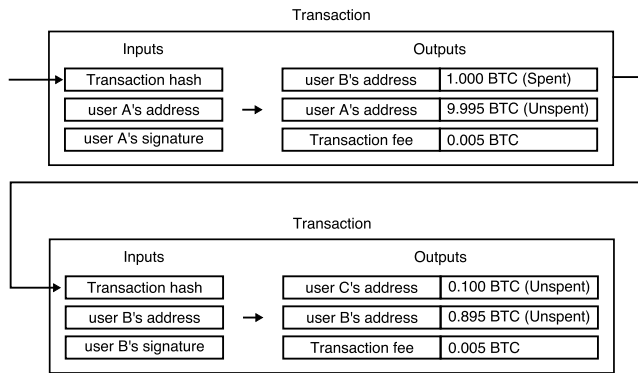 Transaction
Inputs Outputs
Transaction hash user B's address 1.000 BTC (Spent)
user A's address user A's address 9.995 BTC (Unspent)
user A's signature Transaction fee 0.005 BTC
Transaction
Inputs Outputs
Transaction hash user C's address 0.100 BTC (Unspent)
user B's address user B's address 0.895 BTC (Unspent)
user B's signature Transaction fee 0.005 BTC